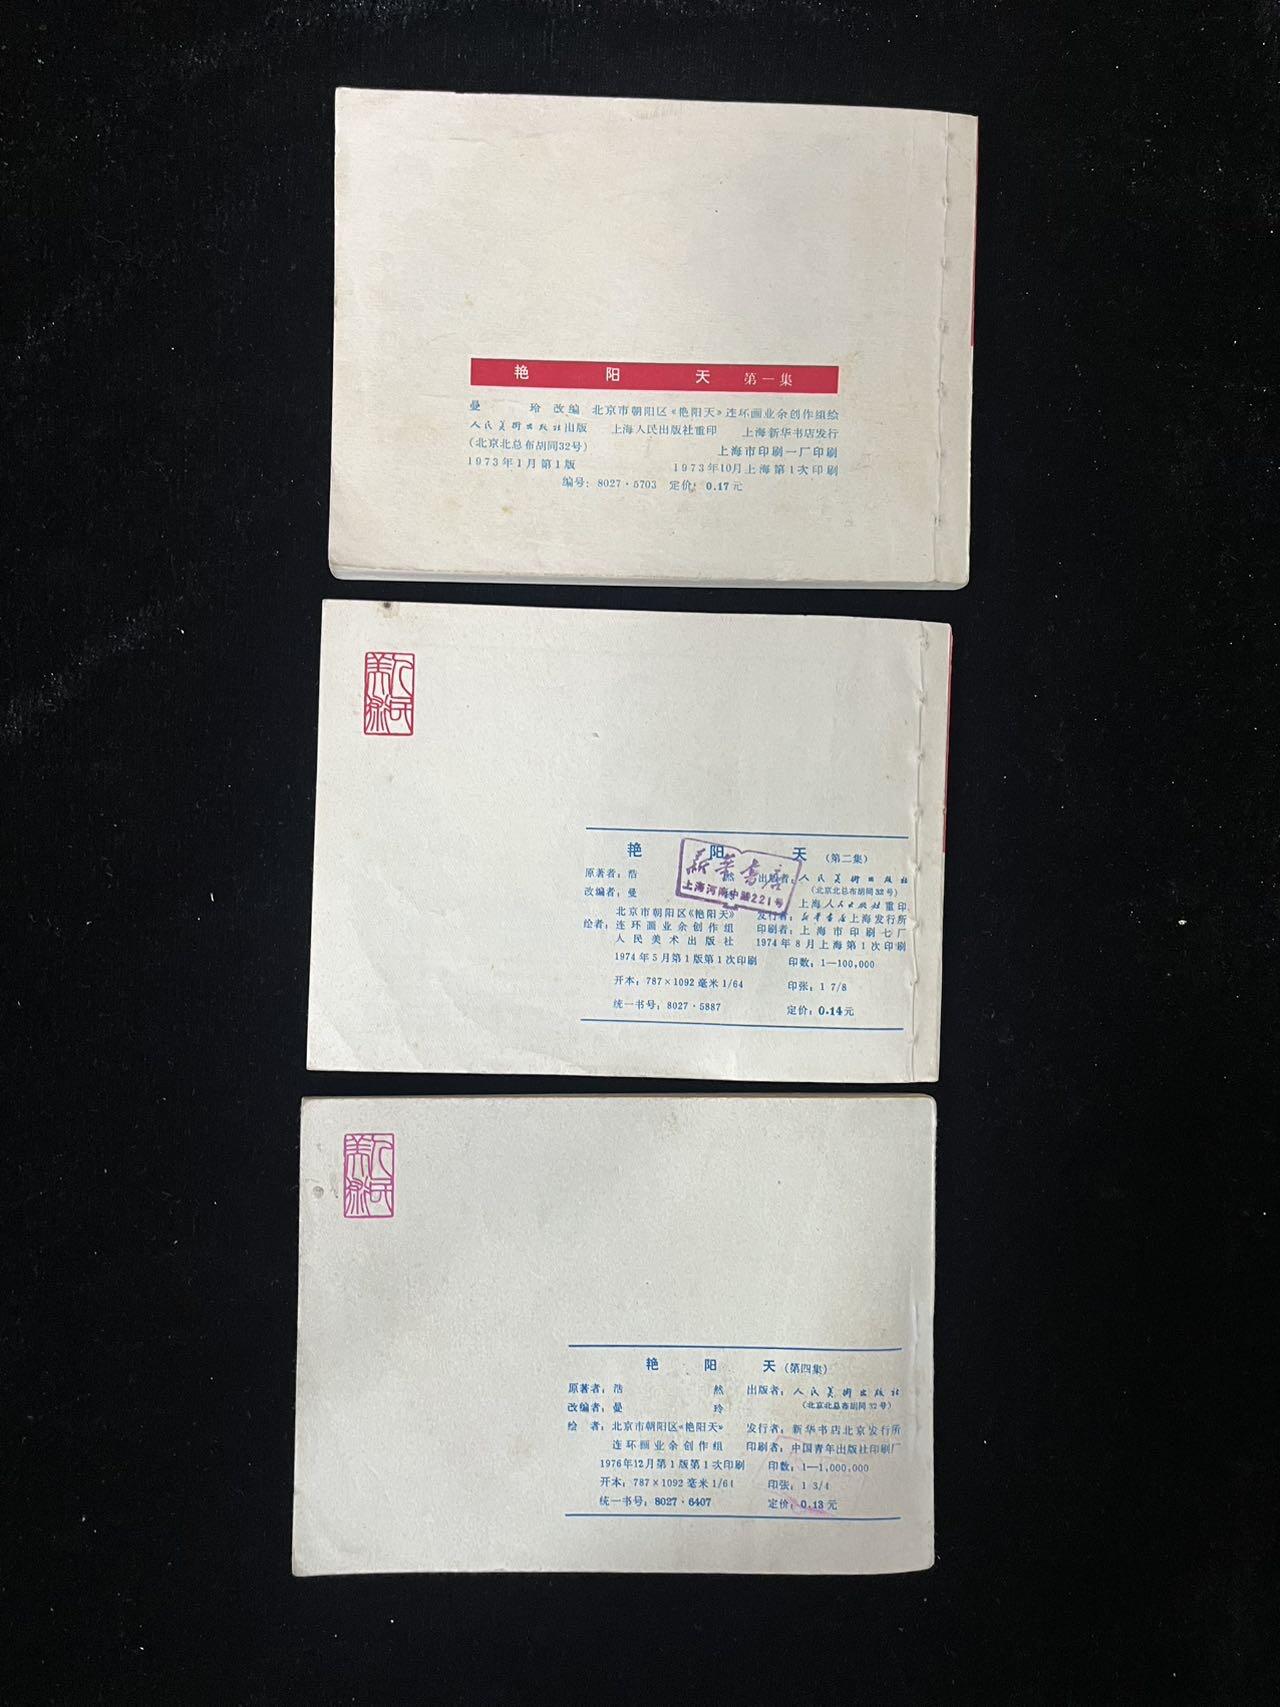 艳 阳 天 第一集
曼 玲 改编 北京市朝阳区《艳阳天》连环画业余创作组绘
人民美术出版社出版 上海人民出版社重印 上海新华书店发行
(北京北总布胡同32号) 上海市印刷一厂印刷
1973年1月第1版 1973年10月上海第1次印刷
编号: 8027·5703 定价: 0.17元
人民美术
艳 阳 天 (第二集)
新华书店
上海河南中路221号
原著者: 浩 然 出版者: 人民美術出版社
(北京北总布胡同32号)
改编者: 曼
上海人民出版社重印
北京市朝阳区《艳阳天》 发行者: 新华书店上海发行所
绘者: 连环画业余创作组 印刷者: 上海市印刷七厂
人民美术出版社 1974年8月上海第1次印刷
1974年5月第1版第1次印刷 印数: 1—100,000
开本: 787×1092毫米1/64 印张: 1 7/8
统一书号: 8027·5887 定价: 0.14元
人民美术
艳 阳 天 (第四集)
原著者: 浩 然 出版者: 人民美術出版社
(北京北总布胡同32号)
改编者: 曼 玲
绘 者: 北京市朝阳区《艳阳天》 发行者: 新华书店北京发行所
连环画业余创作组 印刷者: 中国青年出版社印刷厂
1976年12月第1版第1次印刷 印数: 1—1,000,000
开本: 787×1092毫米1/64 印张: 1 3/4
统一书号: 8027·6407 定价: 0.13元